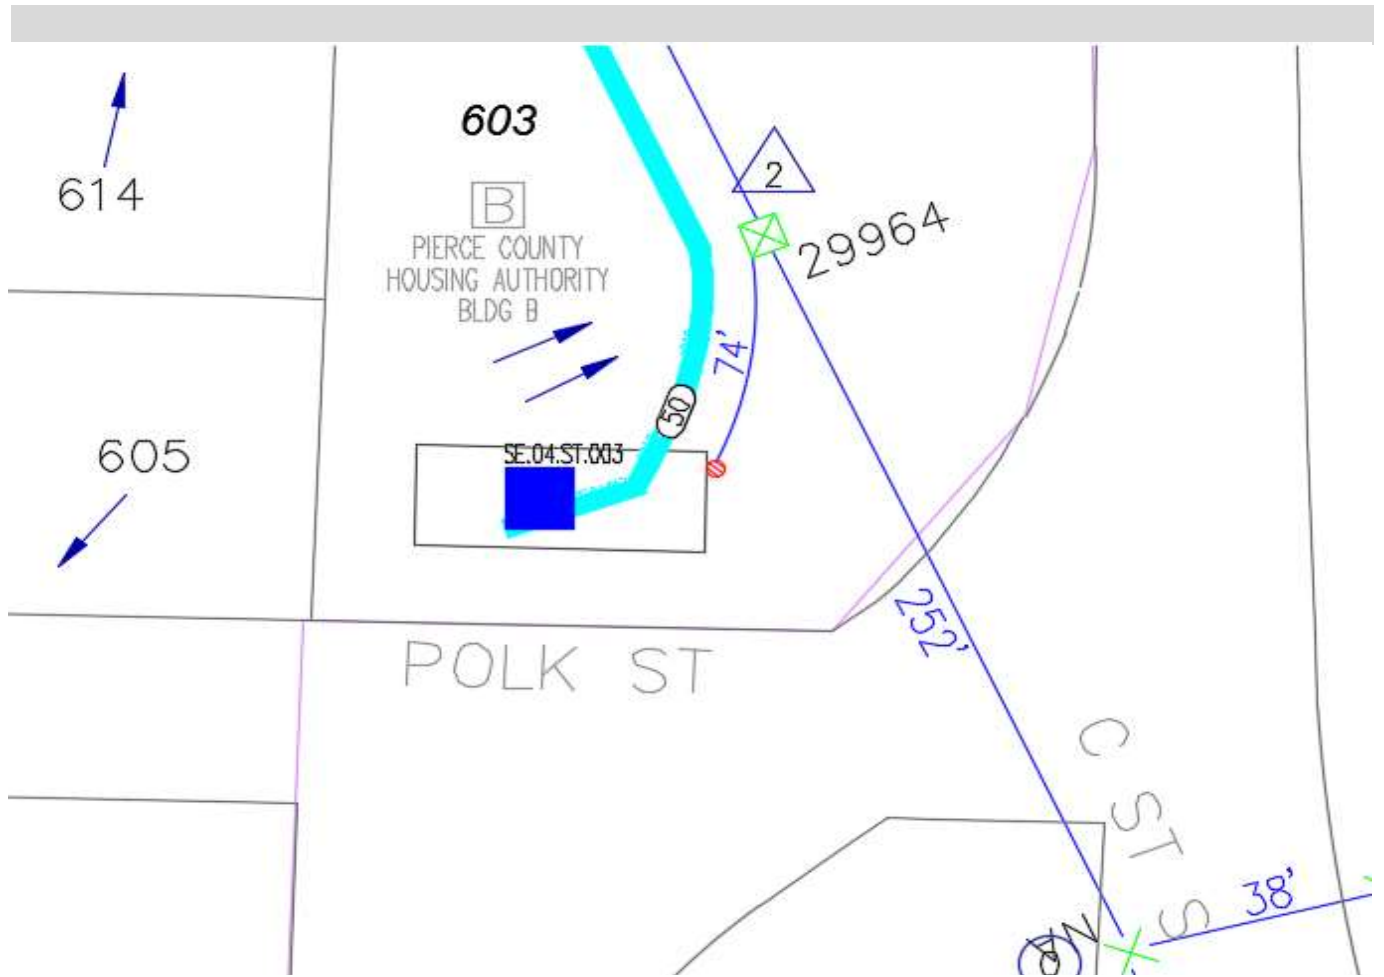 603
614
2
B
PIERCE COUNTY
HOUSING AUTHORITY
BLDG B
29964
74'
50
605
SE.04.ST.003
252'
POLK ST
C ST S
38'
NA